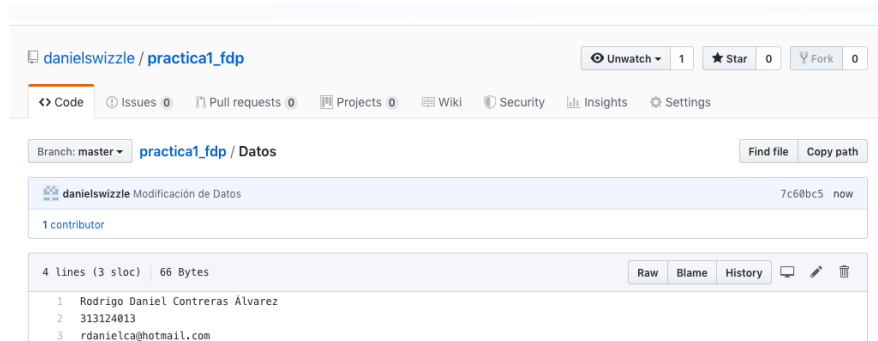 danielswizzle / practica1_fdp
Unwatch 1 Star 0 Fork 0
Code Issues 0 Pull requests 0 Projects 0 Wiki Security Insights Settings
Branch: master practica1_fdp / Datos Find file Copy path
danielswizzle Modificación de Datos 7c60bc5 now
1 contributor
4 lines (3 sloc) 66 Bytes Raw Blame History
1 Rodrigo Daniel Contreras Álvarez
2 313124013
3 rdanielca@hotmail.com